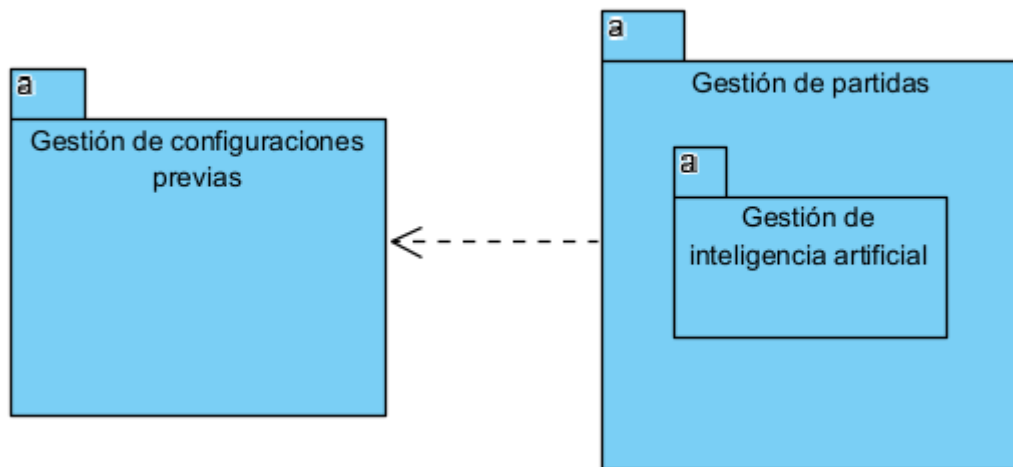 a
Gestión de configuraciones
previas
a
Gestión de partidas
a
Gestión de
inteligencia artificial